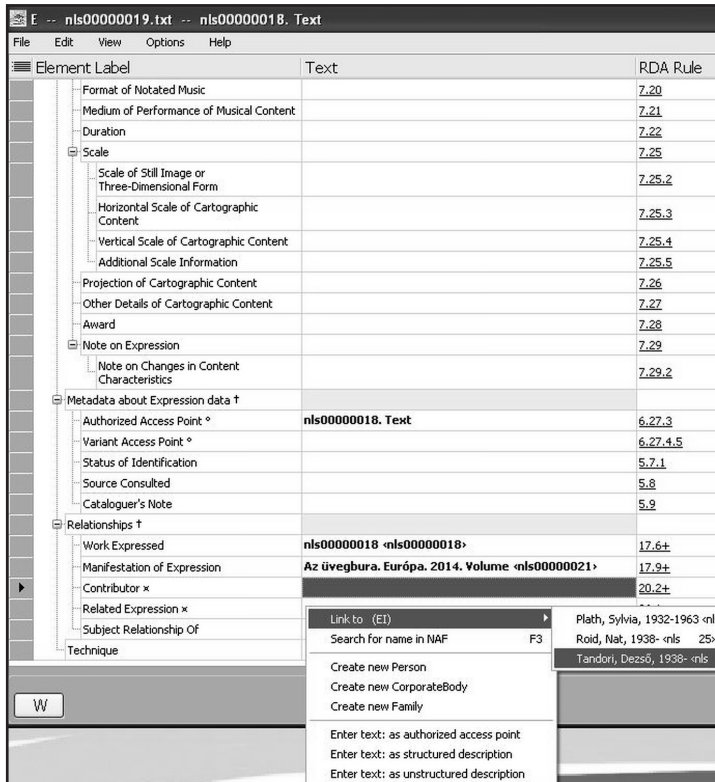 E -- nls00000019.txt -- nls00000018. Text
File Edit View Options Help
Element Label Text RDA Rule
Format of Notated Music 7.20
Medium of Performance of Musical Content 7.21
Duration 7.22
Scale 7.25
Scale of Still Image or
Three-Dimensional Form 7.25.2
Horizontal Scale of Cartographic
Content 7.25.3
Vertical Scale of Cartographic Content 7.25.4
Additional Scale Information 7.25.5
Projection of Cartographic Content 7.26
Other Details of Cartographic Content 7.27
Award 7.28
Note on Expression 7.29
Note on Changes in Content
Characteristics 7.29.2
Metadata about Expression data †
Authorized Access Point ° nls00000018. Text 6.27.3
Variant Access Point ° 6.27.4.5
Status of Identification 5.7.1
Source Consulted 5.8
Cataloguer's Note 5.9
Relationships †
Work Expressed nls00000018 <nls00000018> 17.6+
Manifestation of Expression Az üvegbura. Európa. 2014. Volume <nls00000021> 17.9+
Contributor × 20.2+
Related Expression ×
Subject Relationship Of
Technique
Link to (EI)
Search for name in NAF F3
Create new Person
Create new CorporateBody
Create new Family
Enter text: as authorized access point
Enter text: as structured description
Enter text: as unstructured description
Plath, Sylvia, 1932-1963 <nl
Roid, Nat, 1938- <nls 25>
Tandori, Dezső, 1938- <nls
W